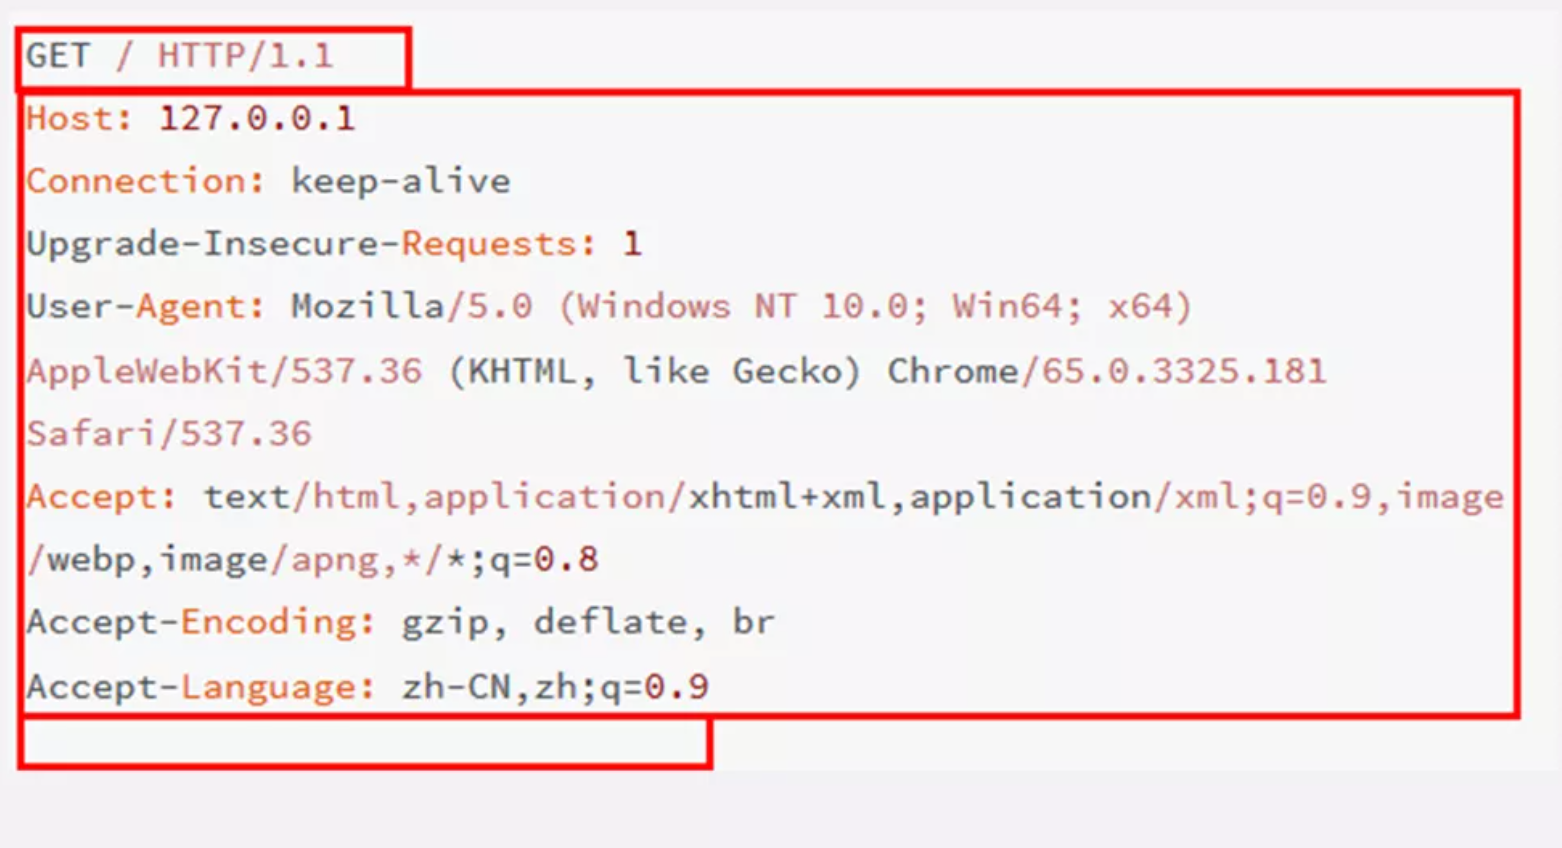 GET / HTTP/1.1
Host: 127.0.0.1
Connection: keep-alive
Upgrade-Insecure-Requests: 1
User-Agent: Mozilla/5.0 (Windows NT 10.0; Win64; x64)
AppleWebKit/537.36 (KHTML, like Gecko) Chrome/65.0.3325.181
Safari/537.36
Accept: text/html,application/xhtml+xml,application/xml;q=0.9,image
/webp,image/apng,*/*;q=0.8
Accept-Encoding: gzip, deflate, br
Accept-Language: zh-CN,zh;q=0.9